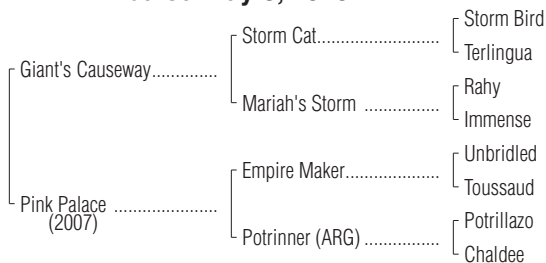 Storm Bird
Storm Cat..............................
Terlingua
Giant's Causeway..............
Rahy
Mariah's Storm ..................
Immense
Unbridled
Empire Maker......................
Toussaud
Pink Palace .........................
(2007)
Potrillazo
Potrinner (ARG) ..................
Chaldee